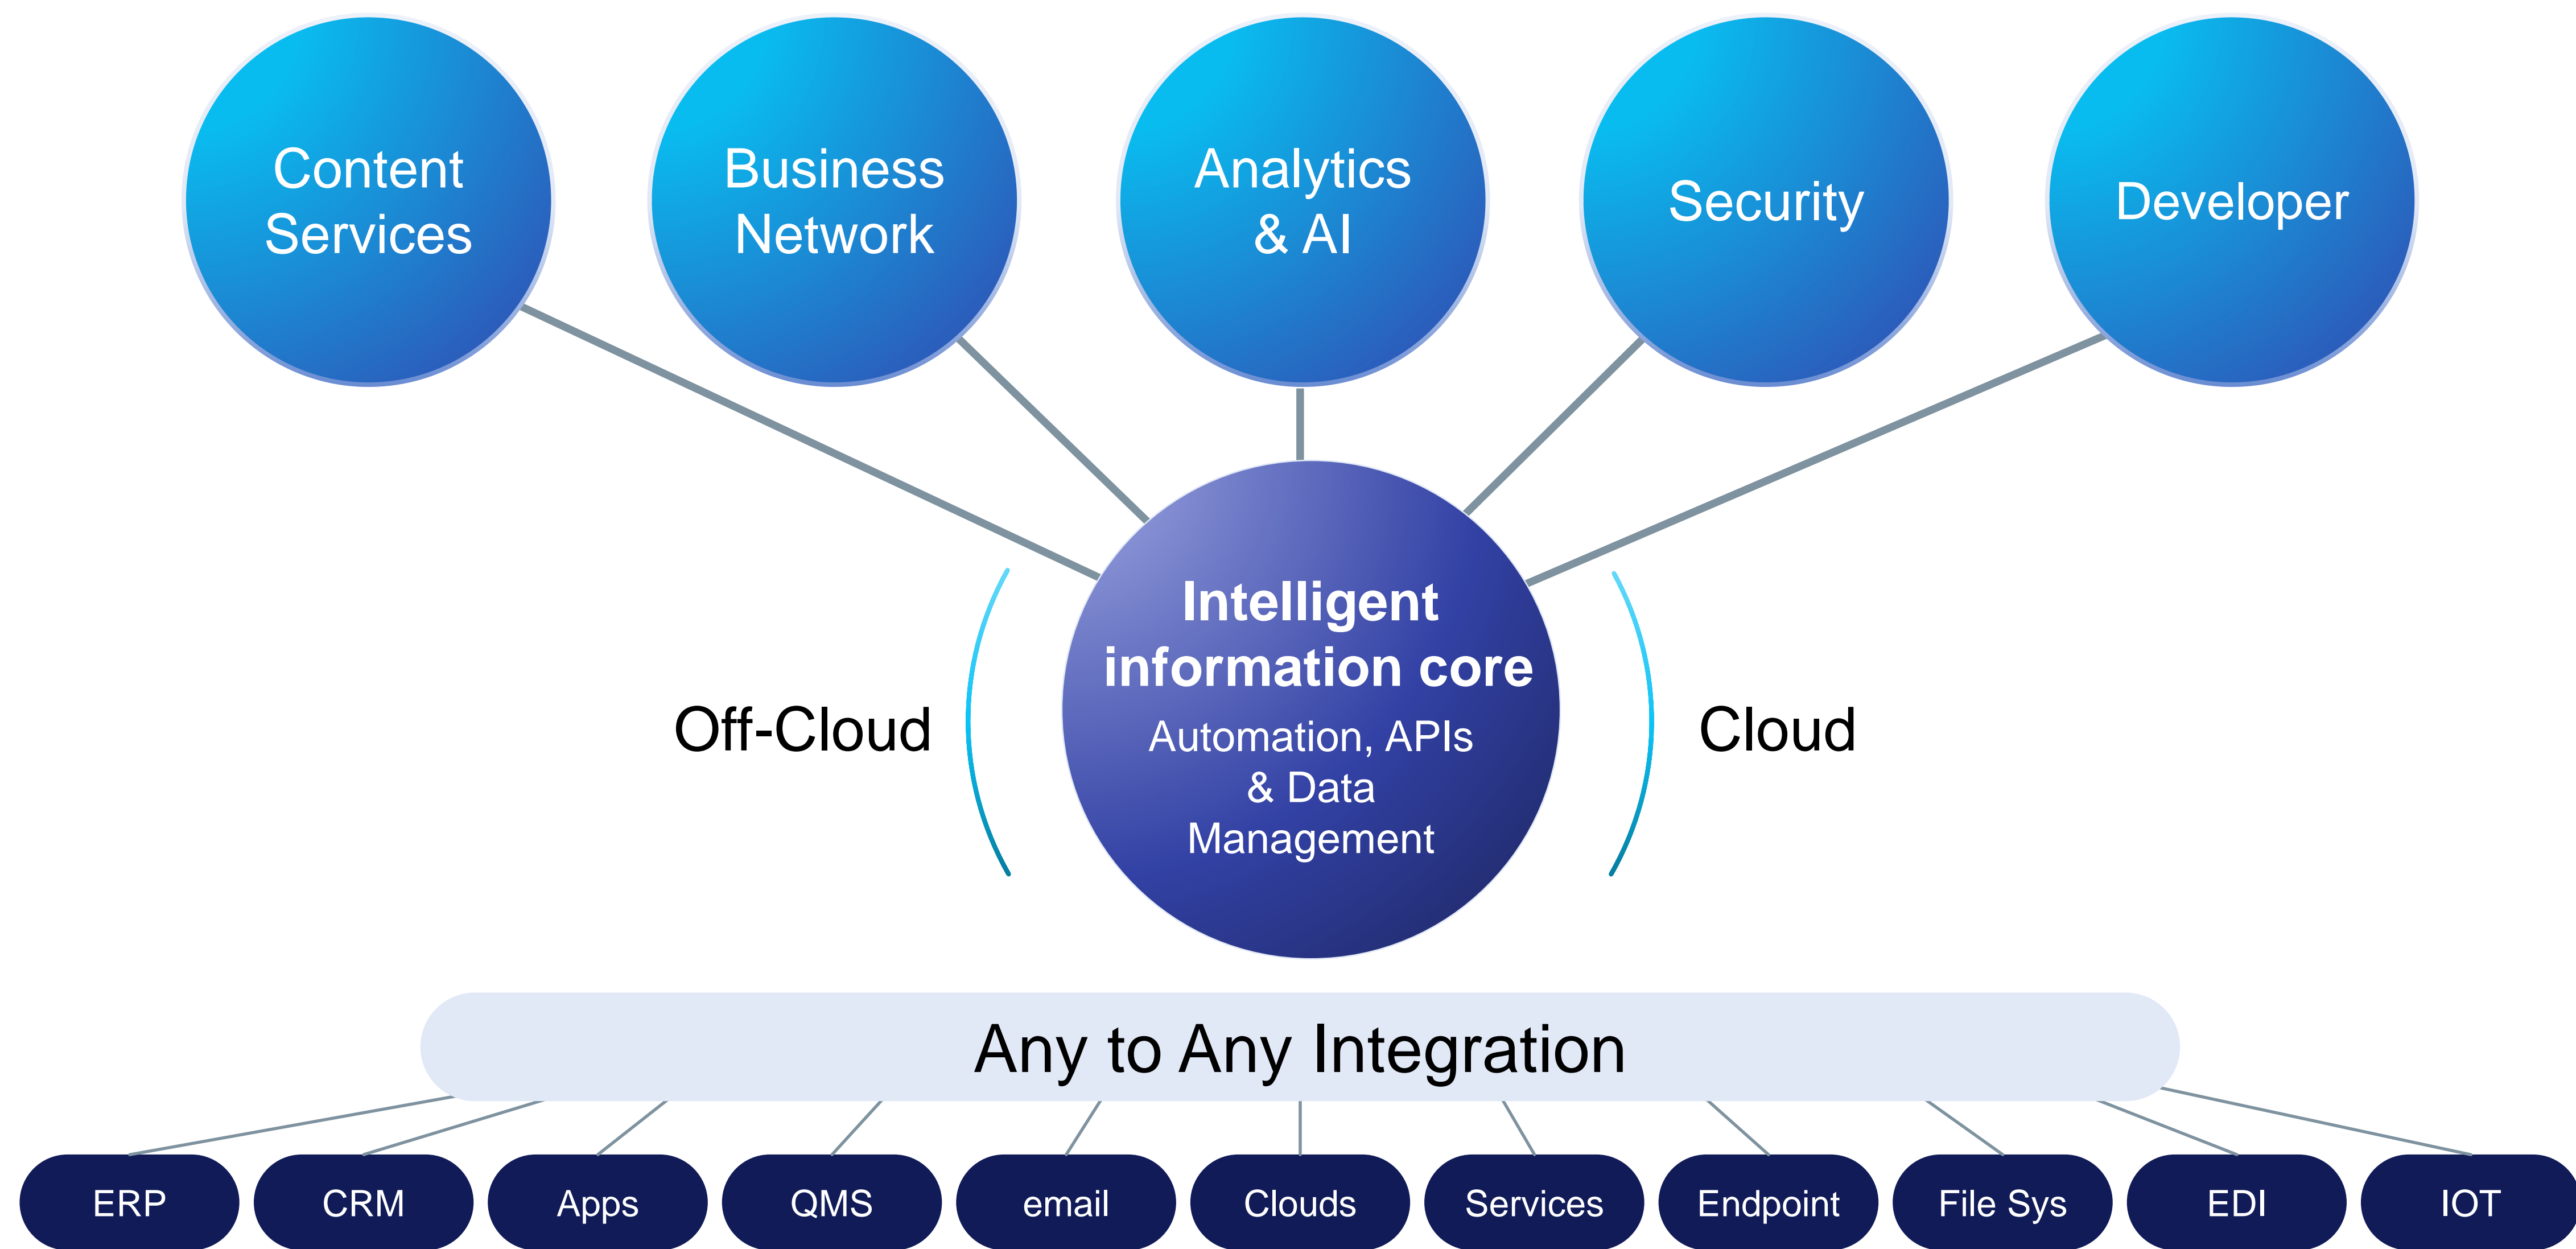 Content
Services
Business
Network
Analytics
& AI
Security
Developer
Intelligent
information core
Automation, APIs
& Data
Management
Off-Cloud
Cloud
Any to Any Integration
ERP
CRM
Apps
QMS
email
Clouds
Services
Endpoint
File Sys
EDI
IOT